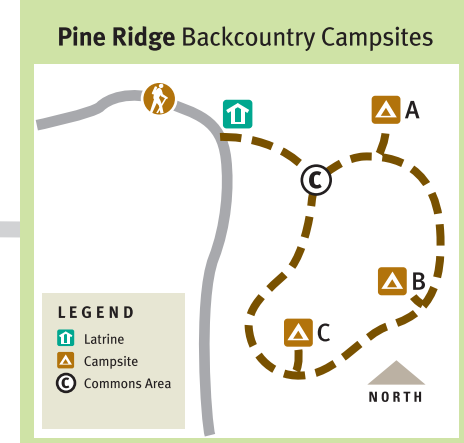 Pine Ridge Backcountry Campsites
A
C
B
C
LEGEND
Latrine
Campsite
C Commons Area
NORTH